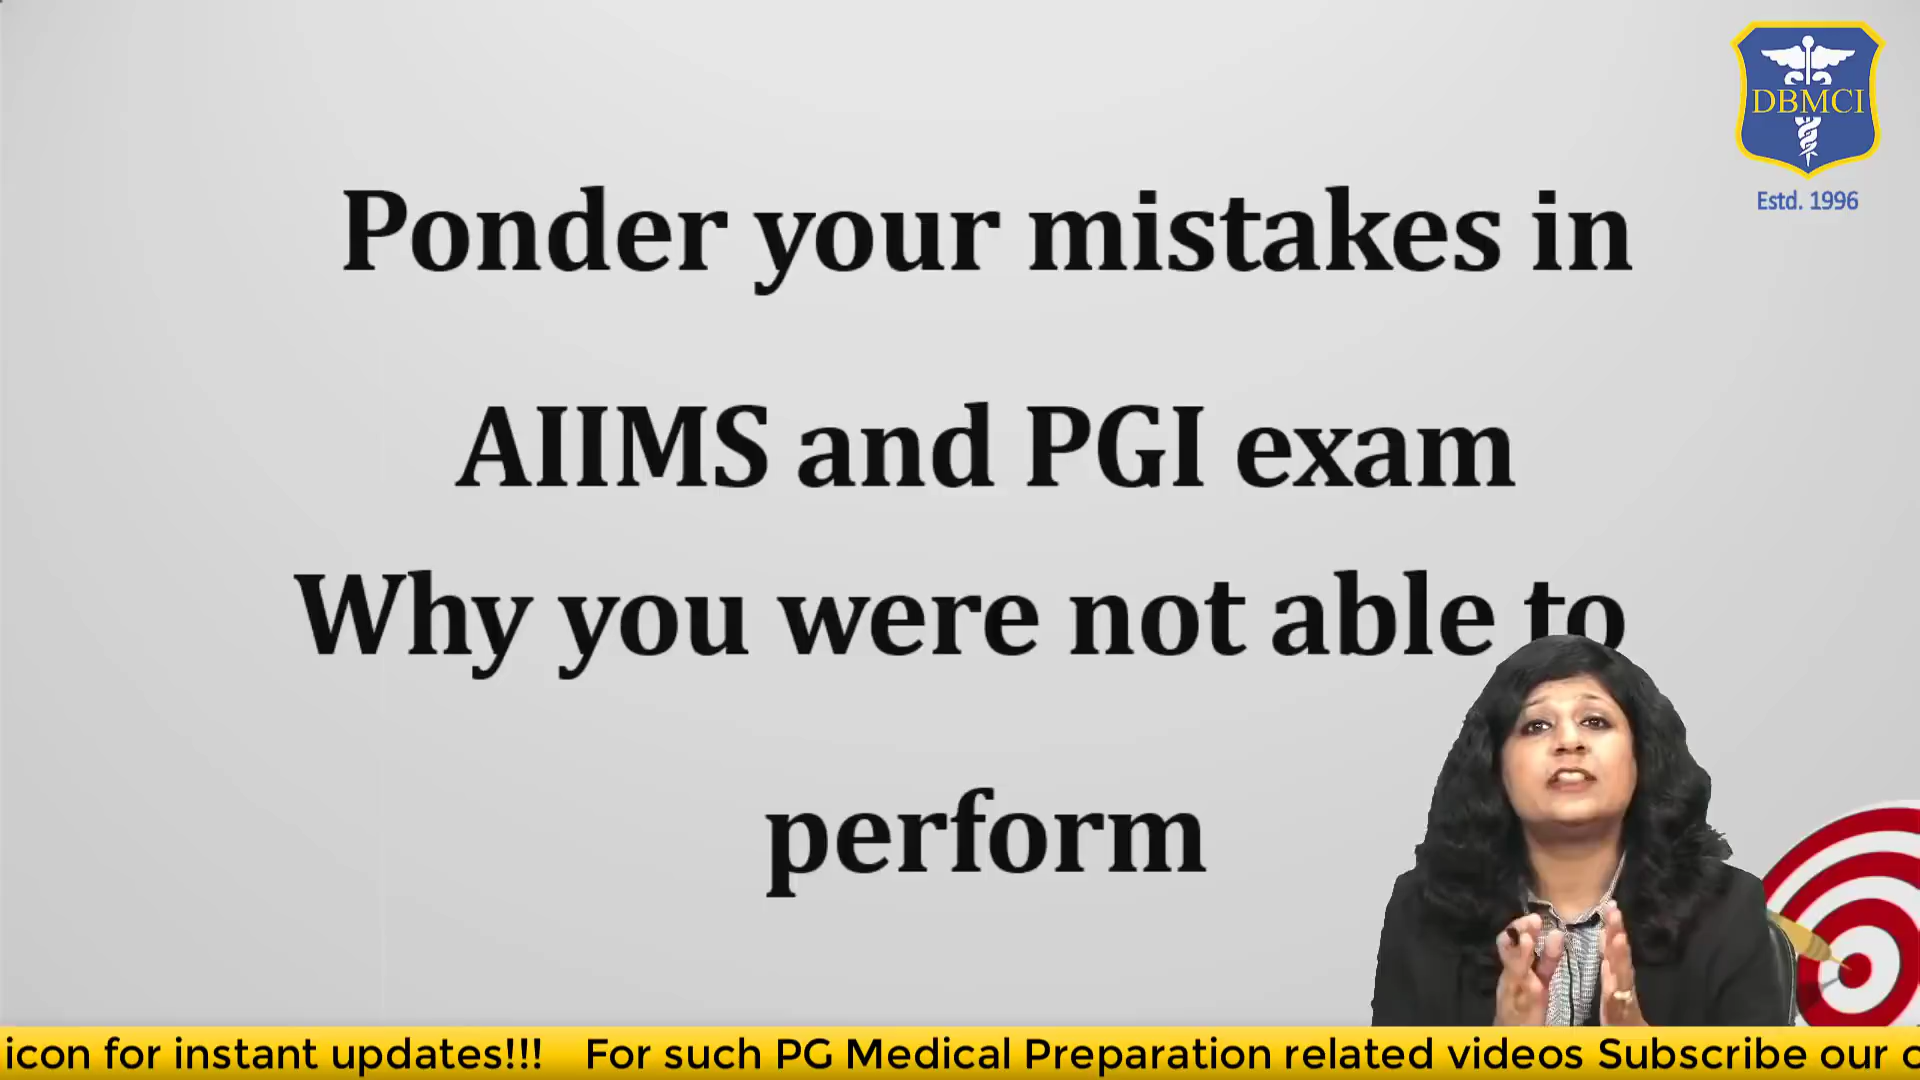 DBMCI
Estd. 1996
Ponder your mistakes in
AIIMS and PGI exam
Why you were not able to
perform
icon for instant updates!!! For such PG Medical Preparation related videos Subscribe our